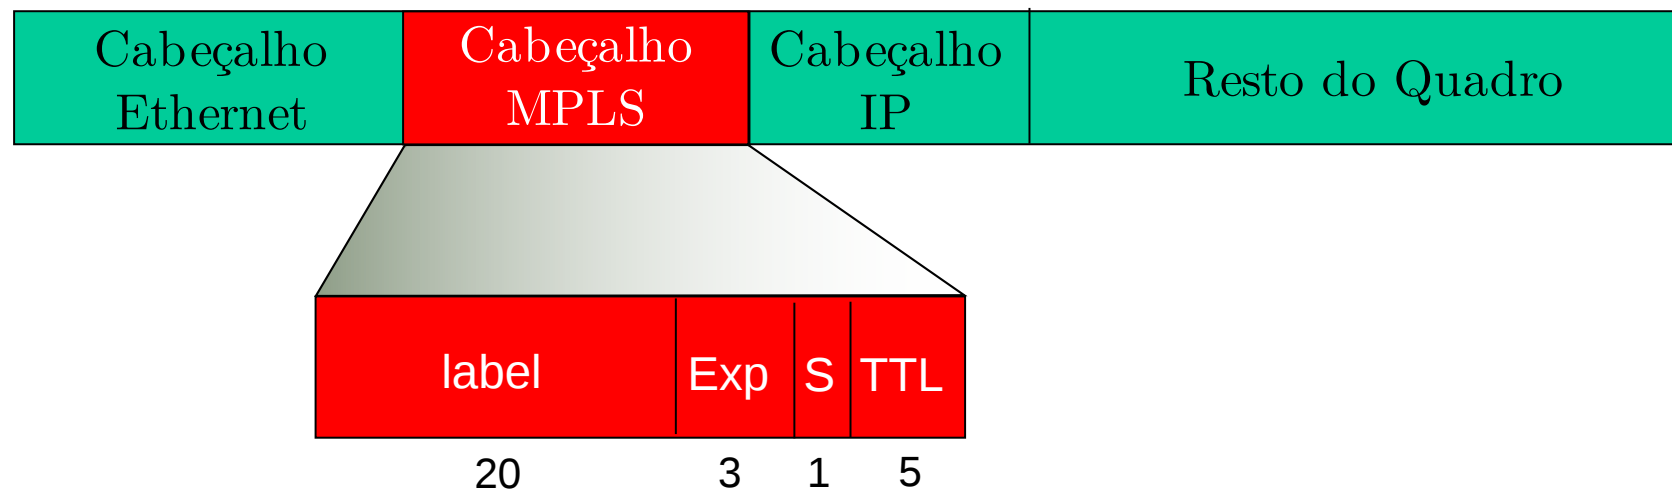 Cabeçalho
Ethernet
Cabeçalho
MPLS
Cabeçalho
IP
Resto do Quadro
label Exp S TTL
20 3 1 5